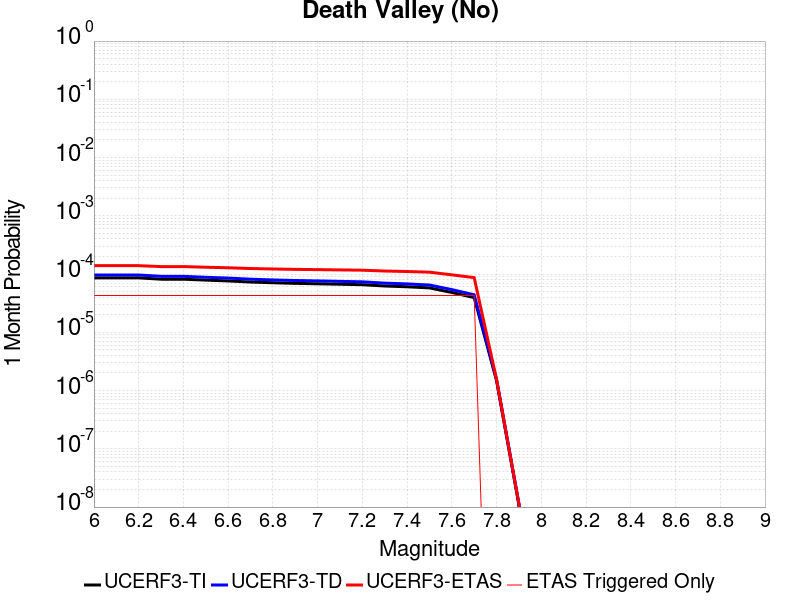 Death Valley (No)
10^0
10^-1
10^-2
10^-3
10^-4
10^-5
10^-6
10^-7
10^-8
1 Month Probability
6 6.2 6.4 6.6 6.8 7 7.2 7.4 7.6 7.8 8 8.2 8.4 8.6 8.8 9
Magnitude
UCERF3-TI UCERF3-TD UCERF3-ETAS ETAS Triggered Only